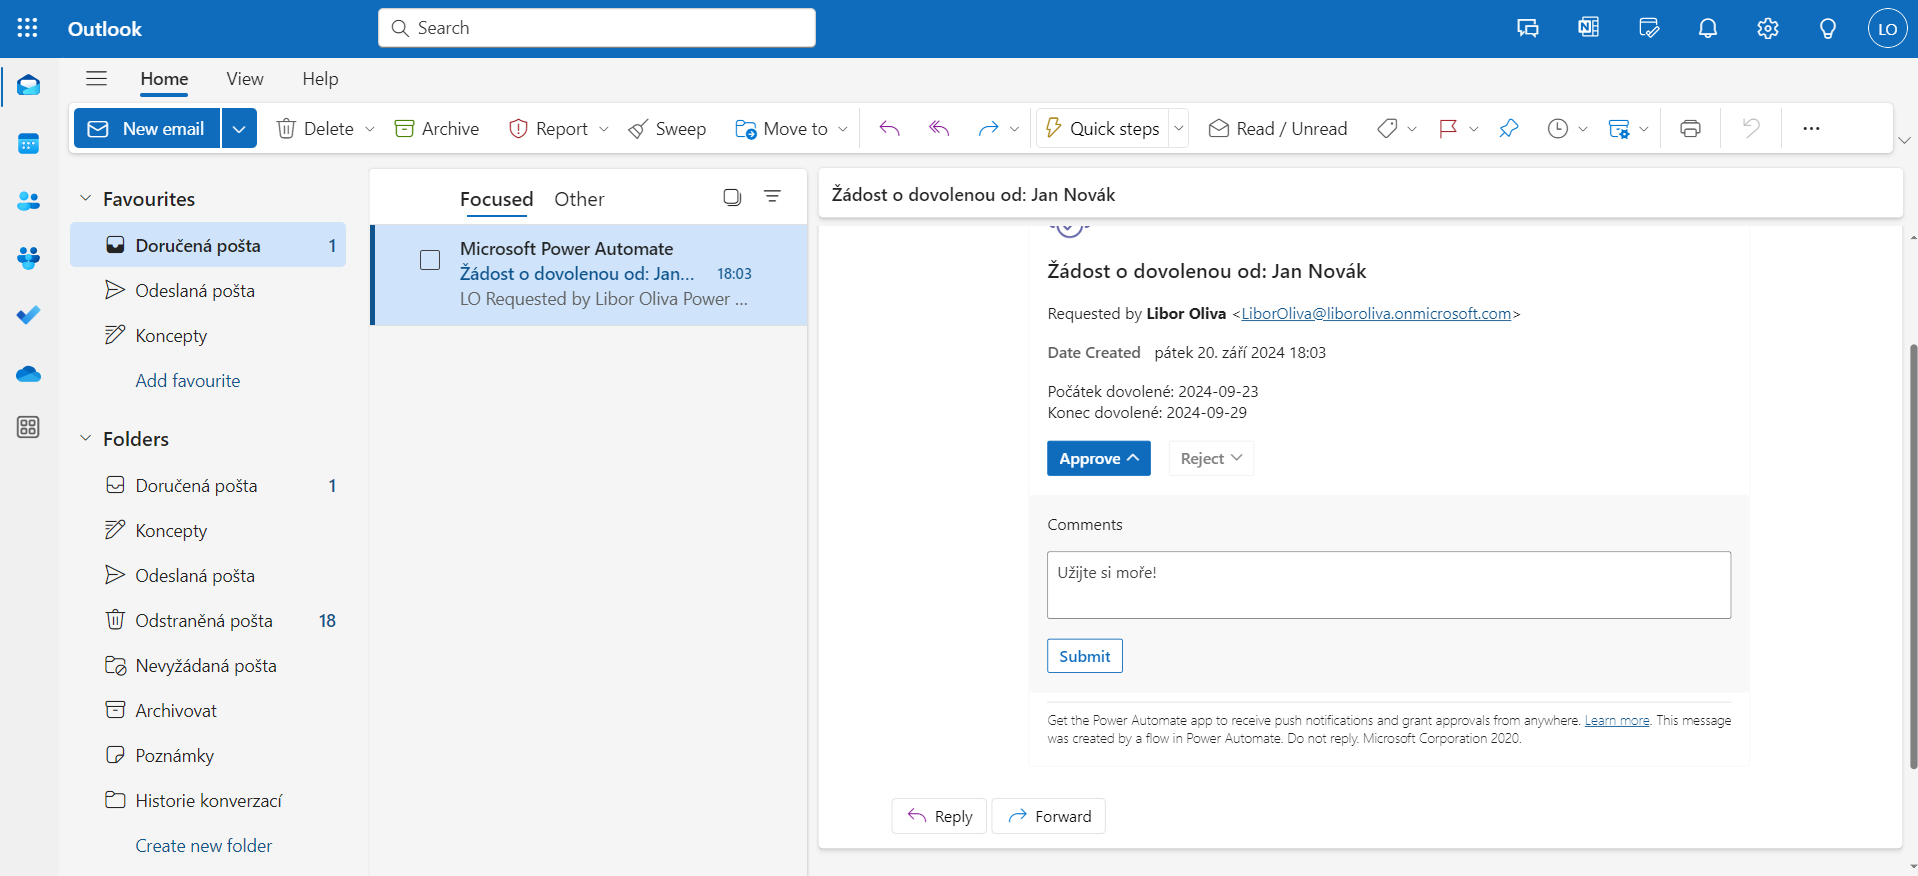 Outlook
Search
LO
Home View Help
New email Delete Archive Report Sweep Move to Quick steps Read / Unread
Favourites
Doručená pošta 1
Odeslaná pošta
Koncepty
Add favourite
Folders
Doručená pošta 1
Koncepty
Odeslaná pošta
Odstraněná pošta 18
Nevyžádaná pošta
Archivovat
Poznámky
Historie konverzací
Create new folder
Focused Other
Microsoft Power Automate
Žádost o dovolenou od: Jan... 18:03
LO Requested by Libor Oliva Power ...
Žádost o dovolenou od: Jan Novák
Žádost o dovolenou od: Jan Novák
Requested by Libor Oliva <LiborOliva@liboroliva.onmicrosoft.com>
Date Created pátek 20. září 2024 18:03
Počátek dovolené: 2024-09-23
Konec dovolené: 2024-09-29
Approve Reject
Comments
Užijte si moře!
Submit
Get the Power Automate app to receive push notifications and grant approvals from anywhere. Learn more. This message
was created by a flow in Power Automate. Do not reply. Microsoft Corporation 2020.
Reply Forward